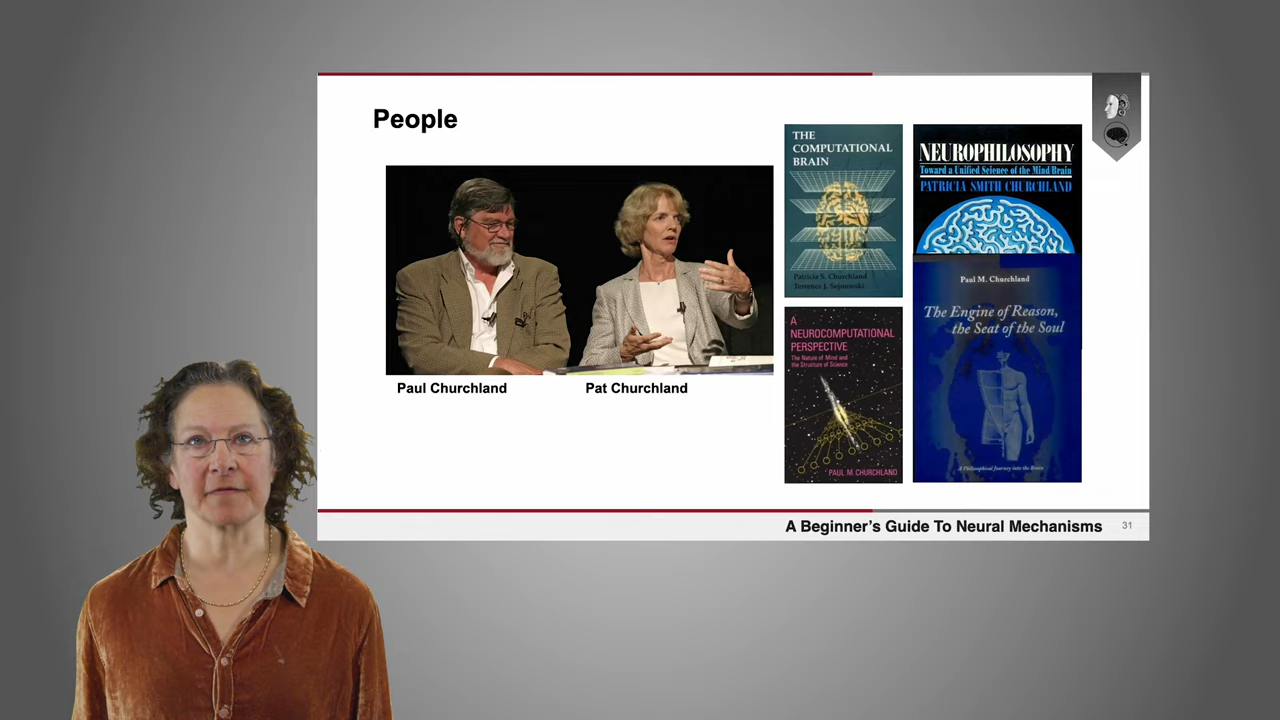 People
Paul Churchland
Pat Churchland
THE
COMPUTATIONAL
BRAIN
Patricia S. Churchland
Terrence J. Sejnowski
NEUROPHILOSOPHY
Toward a Unified Science of the Mind/Brain
PATRICIA SMITH CHURCHLAND
A
NEUROCOMPUTATIONAL
PERSPECTIVE
The Nature of Mind and
the Structure of Science
PAUL M. CHURCHLAND
Paul M. Churchland
The Engine of Reason,
the Seat of the Soul
A Philosophical Journey into the Brain
A Beginner’s Guide To Neural Mechanisms
31